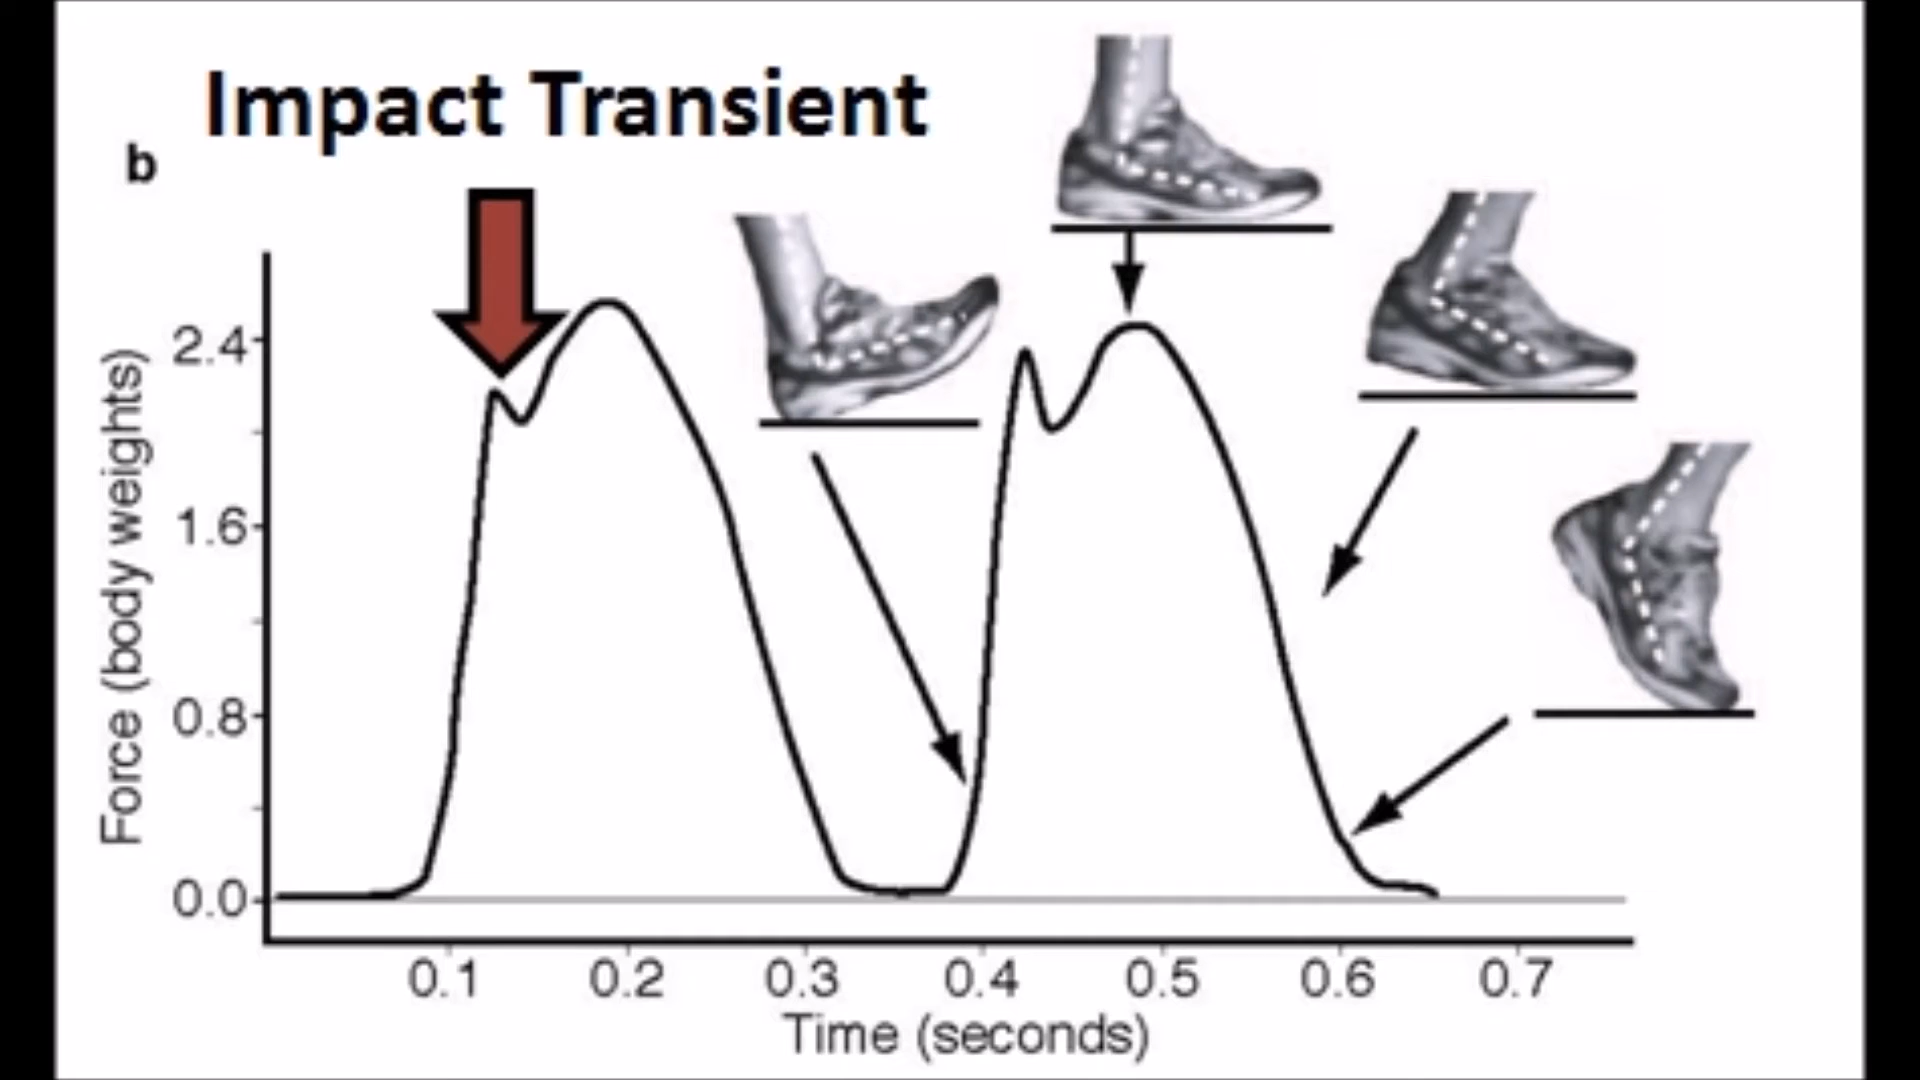 Impact Transient
b
Force (body weights)
2.4
1.6
0.8
0.0
0.1 0.2 0.3 0.4 0.5 0.6 0.7
Time (seconds)